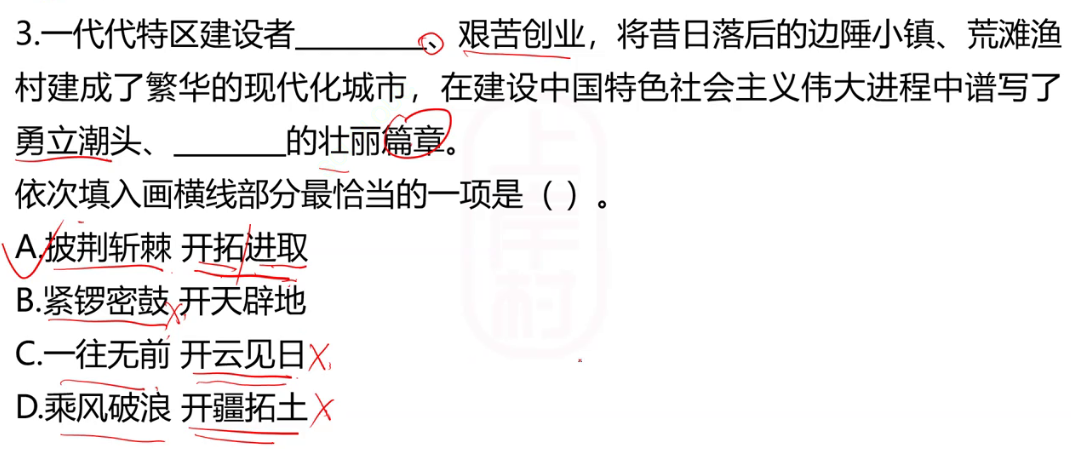 3.一代代特区建设者________、艰苦创业，将昔日落后的边陲小镇、荒滩渔
村建成了繁华的现代化城市，在建设中国特色社会主义伟大进程中谱写了
勇立潮头、_______的壮丽篇章。
依次填入画横线部分最恰当的一项是（ ）。
A.披荆斩棘 开拓进取
B.紧锣密鼓 开天辟地
C.一往无前 开云见日
D.乘风破浪 开疆拓土
上岸村